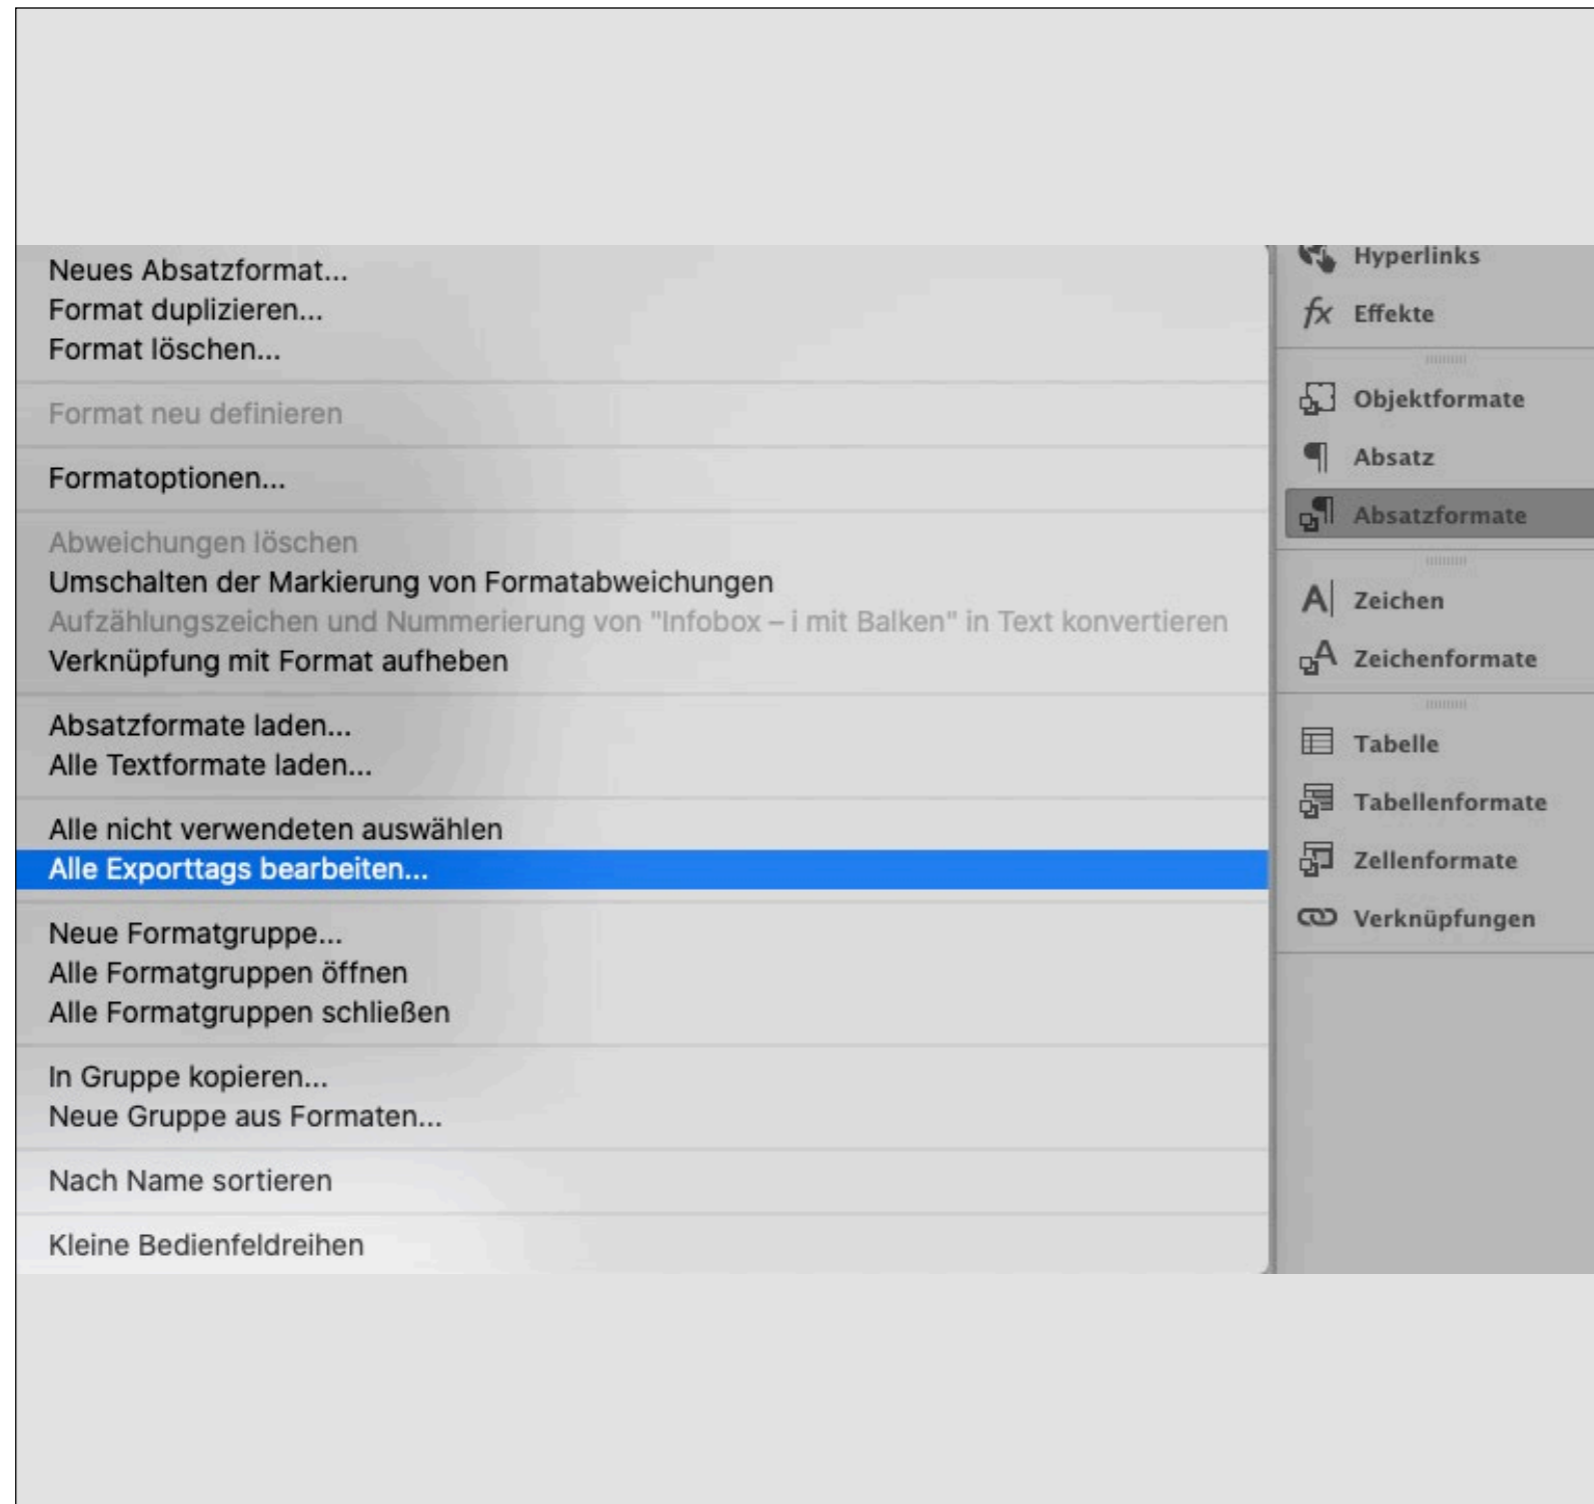 Neues Absatzformat...
Format duplizieren...
Format löschen...
Format neu definieren
Formatoptionen...
Abweichungen löschen
Umschalten der Markierung von Formatabweichungen
Aufzählungszeichen und Nummerierung von "Infobox – i mit Balken" in Text konvertieren
Verknüpfung mit Format aufheben
Absatzformate laden...
Alle Textformate laden...
Alle nicht verwendeten auswählen
Alle Exporttags bearbeiten...
Neue Formatgruppe...
Alle Formatgruppen öffnen
Alle Formatgruppen schließen
In Gruppe kopieren...
Neue Gruppe aus Formaten...
Nach Name sortieren
Kleine Bedienfeldreihen
Hyperlinks
Effekte
Objektformate
Absatz
Absatzformate
Zeichen
Zeichenformate
Tabelle
Tabellenformate
Zellenformate
Verknüpfungen